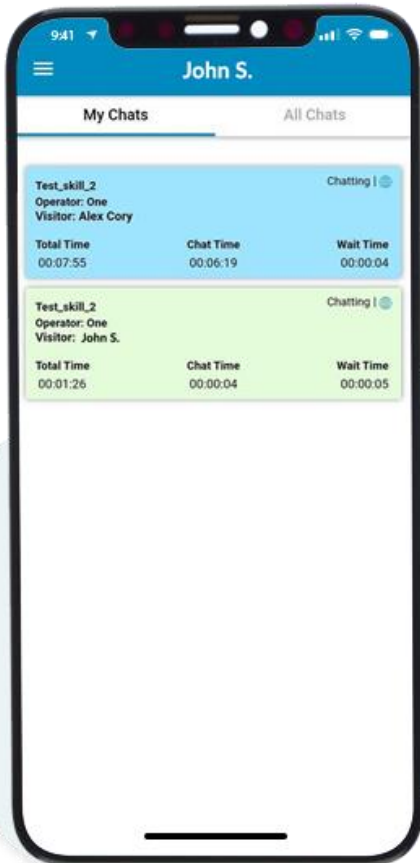 9:41
John S.
My Chats All Chats
Test_skill_2 Chatting |
Operator: One
Visitor: Alex Cory
Total Time Chat Time Wait Time
00:07:55 00:06:19 00:00:04
Test_skill_2 Chatting |
Operator: One
Visitor: John S.
Total Time Chat Time Wait Time
00:01:26 00:00:04 00:00:05